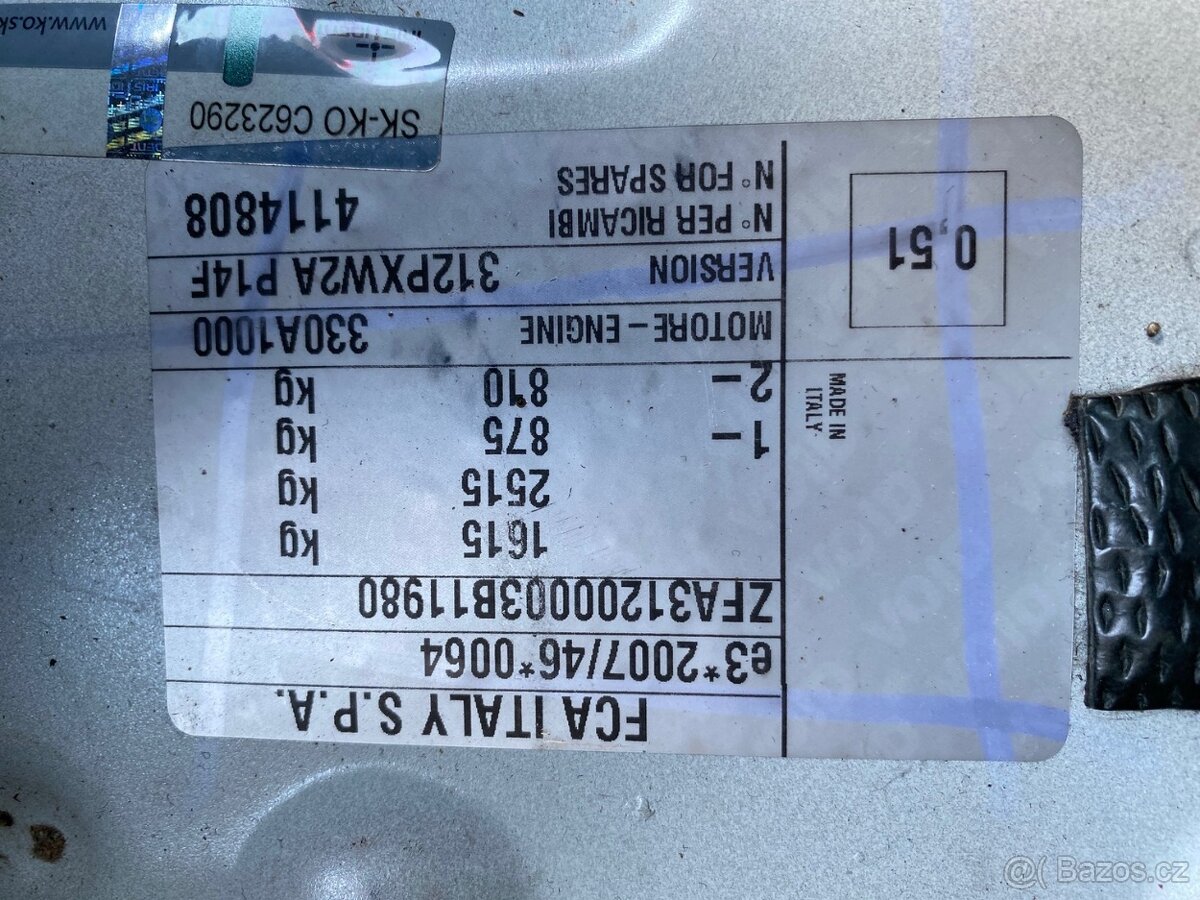 FCA ITALY S.P.A.
e3*2007/46*0064
ZFA31200003B11980
1615 kg
2515 kg
1– 875 kg
2– 810 kg
MOTORE – ENGINE 330A1000
VERSION 312PXW2A P14F
N° PER RICAMBI 4114808
N° FOR SPARES
MADE IN
ITALY
0,51
SK-KO C623290
www.ko.sk
Bazos.cz